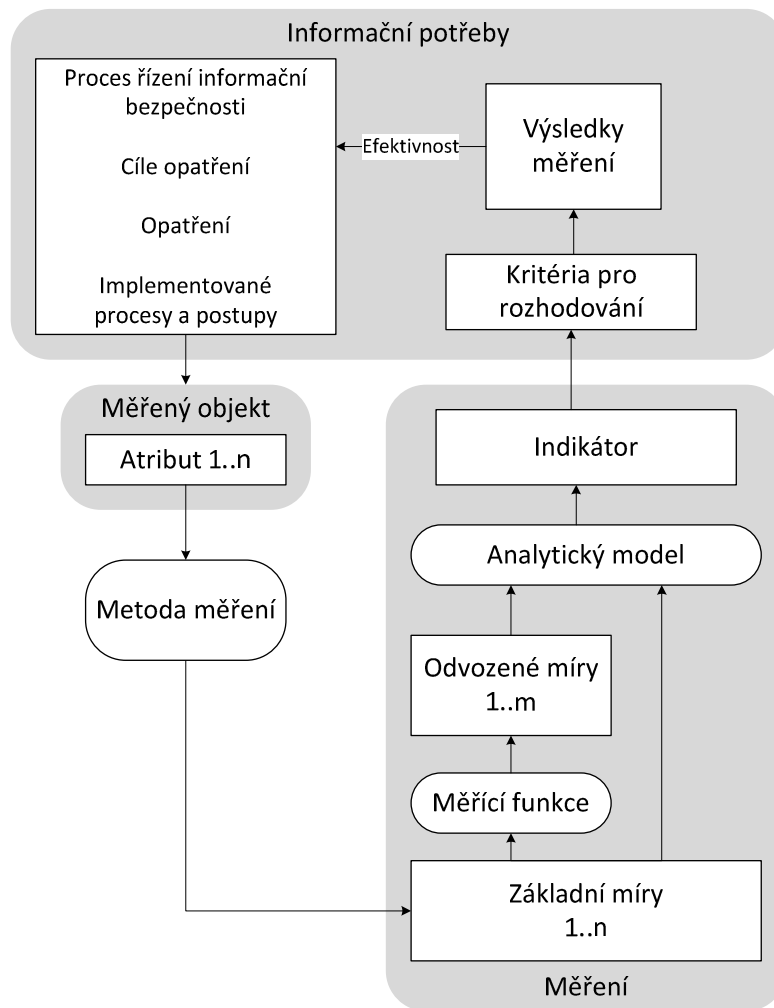 Informační potřeby
Proces řízení informační
bezpečnosti
Cíle opatření
Opatření
Implementované
procesy a postupy
Efektivnost
Výsledky
měření
Kritéria pro
rozhodování
Měřený objekt
Atribut 1..n
Metoda měření
Indikátor
Analytický model
Odvozené míry
1..m
Měřící funkce
Základní míry
1..n
Měření